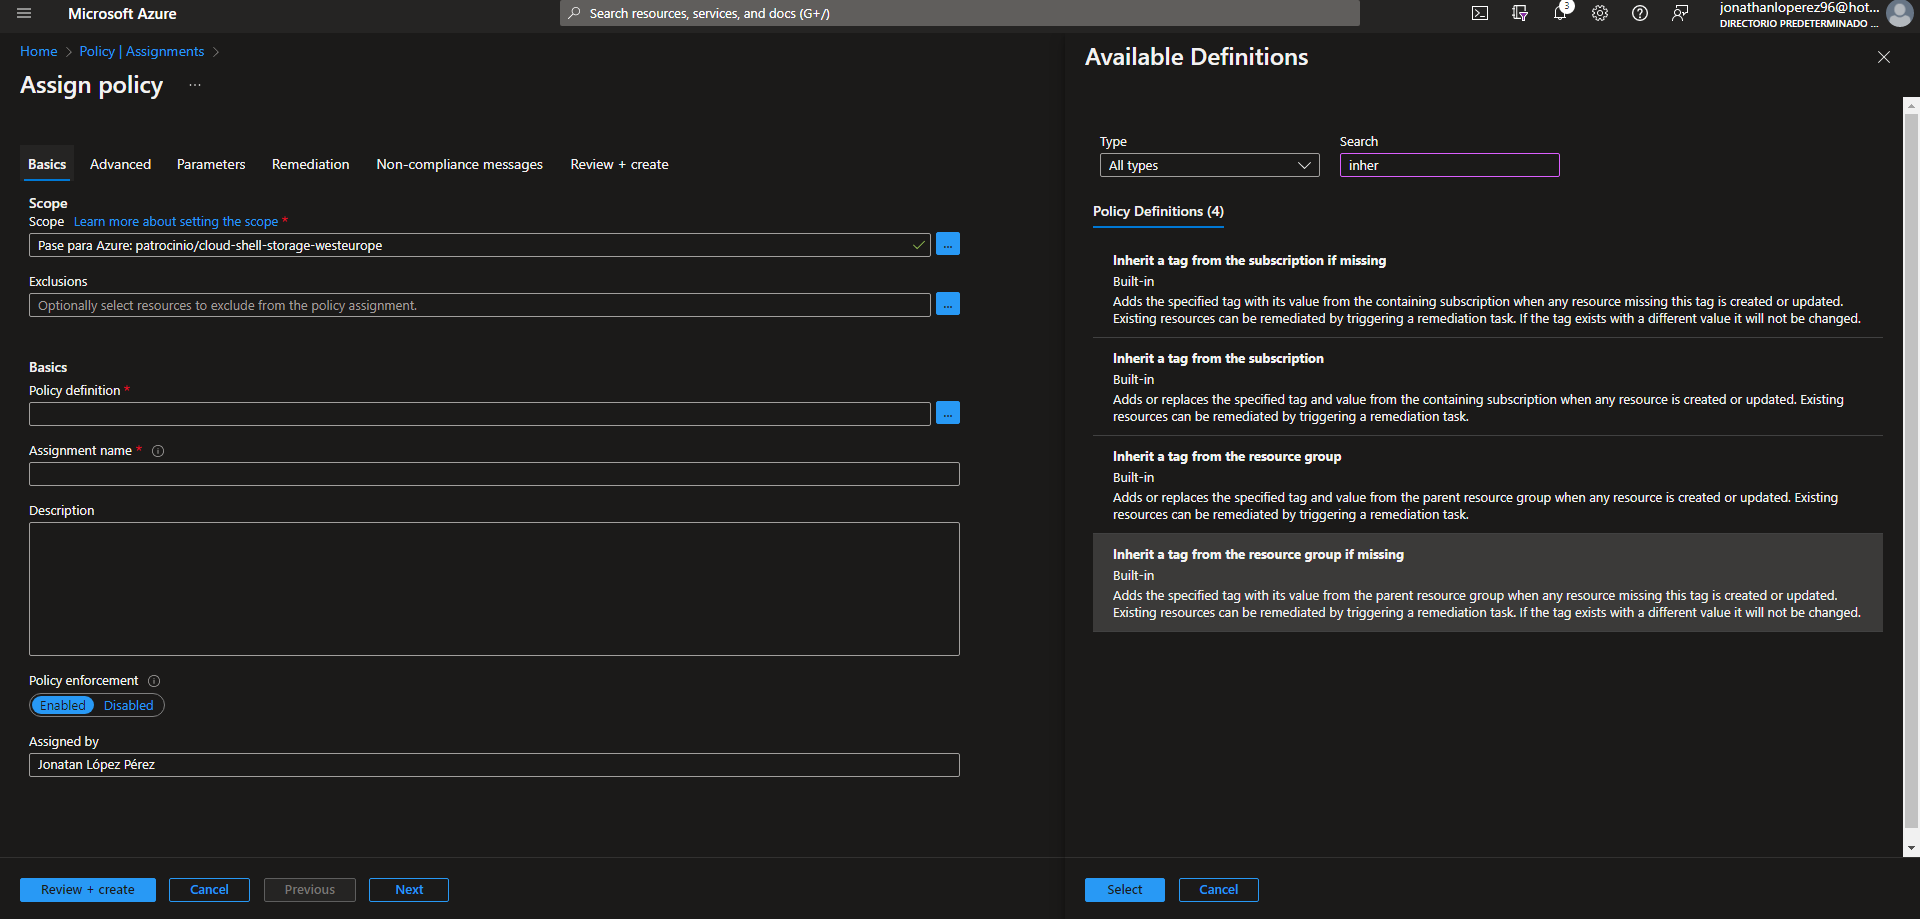 Microsoft Azure
Search resources, services, and docs (G+/)
3
jonathanloperez96@hot...
DIRECTORIO PREDETERMINADO ...
Home > Policy | Assignments >
Assign policy ...
Basics Advanced Parameters Remediation Non-compliance messages Review + create
Scope
Scope Learn more about setting the scope *
Pase para Azure: patrocinio/cloud-shell-storage-westeurope
...
Exclusions
Optionally select resources to exclude from the policy assignment.
...
Basics
Policy definition *
...
Assignment name *
Description
Policy enforcement
Enabled Disabled
Assigned by
Jonatan López Pérez
Review + create Cancel Previous Next
Available Definitions
Type Search
All types inher
Policy Definitions (4)
Inherit a tag from the subscription if missing
Built-in
Adds the specified tag with its value from the containing subscription when any resource missing this tag is created or updated.
Existing resources can be remediated by triggering a remediation task. If the tag exists with a different value it will not be changed.
Inherit a tag from the subscription
Built-in
Adds or replaces the specified tag and value from the containing subscription when any resource is created or updated. Existing
resources can be remediated by triggering a remediation task.
Inherit a tag from the resource group
Built-in
Adds or replaces the specified tag and value from the parent resource group when any resource is created or updated. Existing
resources can be remediated by triggering a remediation task.
Inherit a tag from the resource group if missing
Built-in
Adds the specified tag with its value from the parent resource group when any resource missing this tag is created or updated.
Existing resources can be remediated by triggering a remediation task. If the tag exists with a different value it will not be changed.
Select Cancel